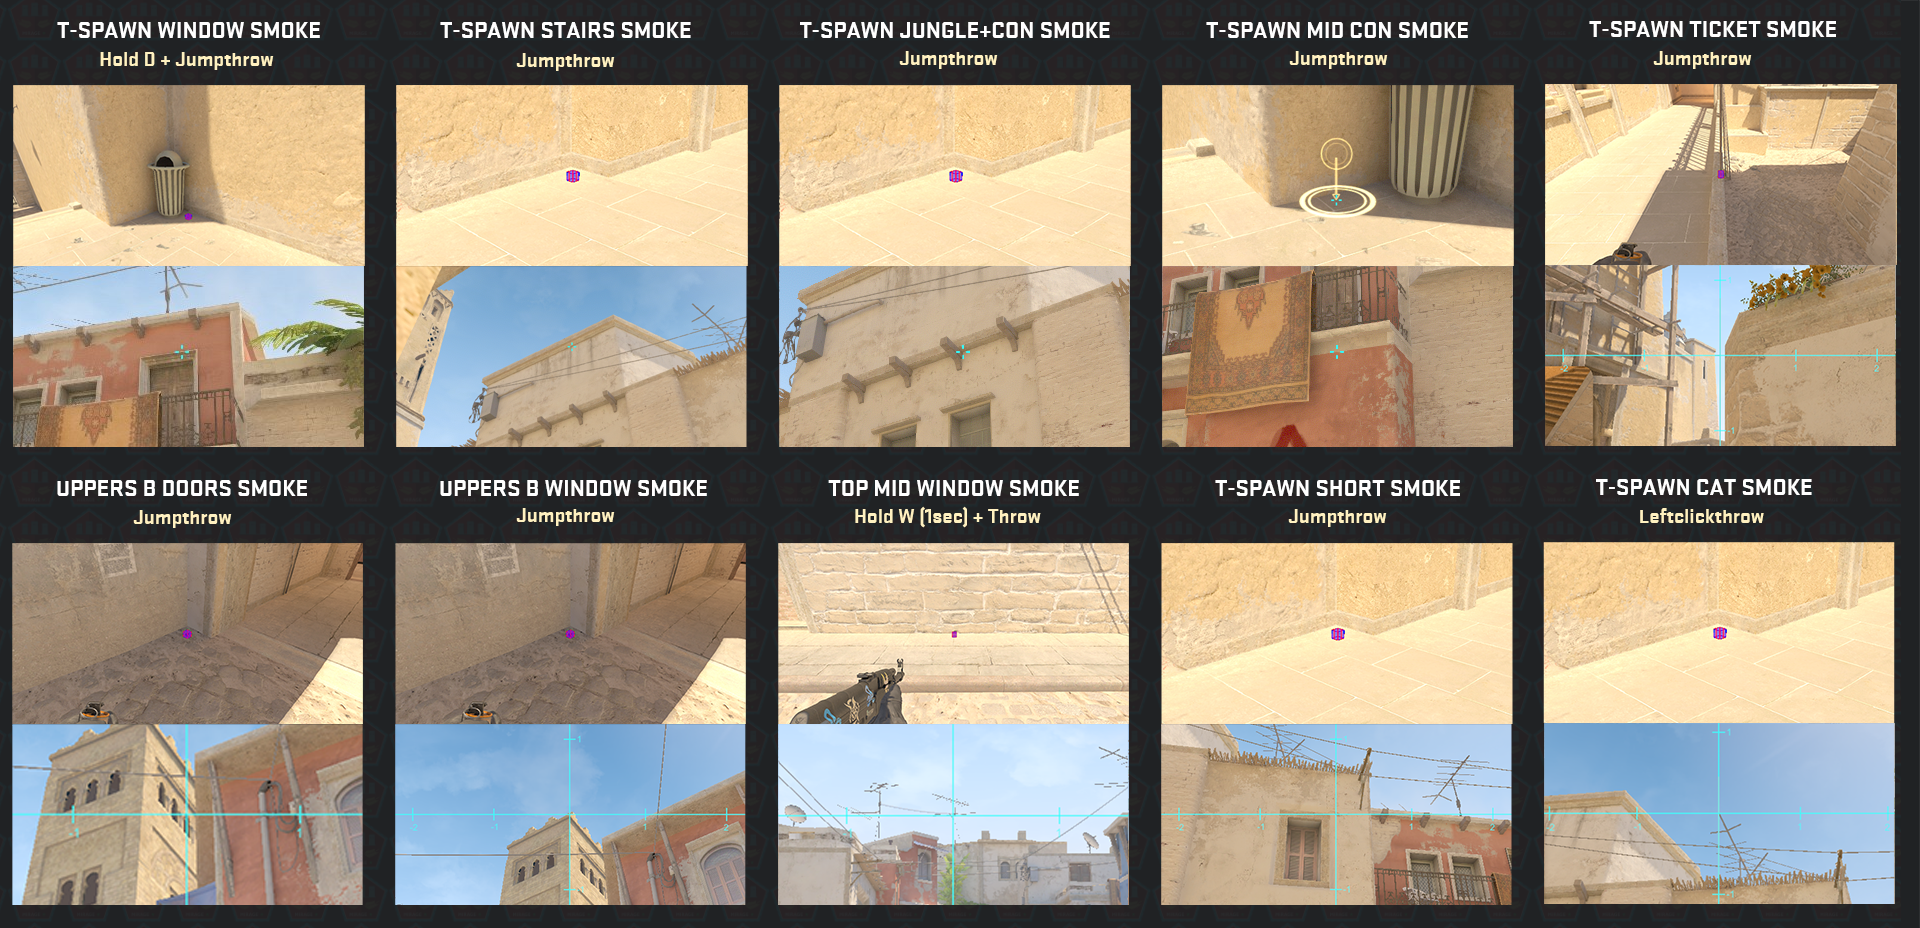 T-SPAWN WINDOW SMOKE
Hold D + Jumpthrow
T-SPAWN STAIRS SMOKE
Jumpthrow
T-SPAWN JUNGLE+CON SMOKE
Jumpthrow
T-SPAWN MID CON SMOKE
Jumpthrow
T-SPAWN TICKET SMOKE
Jumpthrow
UPPERS B DOORS SMOKE
Jumpthrow
UPPERS B WINDOW SMOKE
Jumpthrow
TOP MID WINDOW SMOKE
Hold W (1sec) + Throw
T-SPAWN SHORT SMOKE
Jumpthrow
T-SPAWN CAT SMOKE
Leftclickthrow